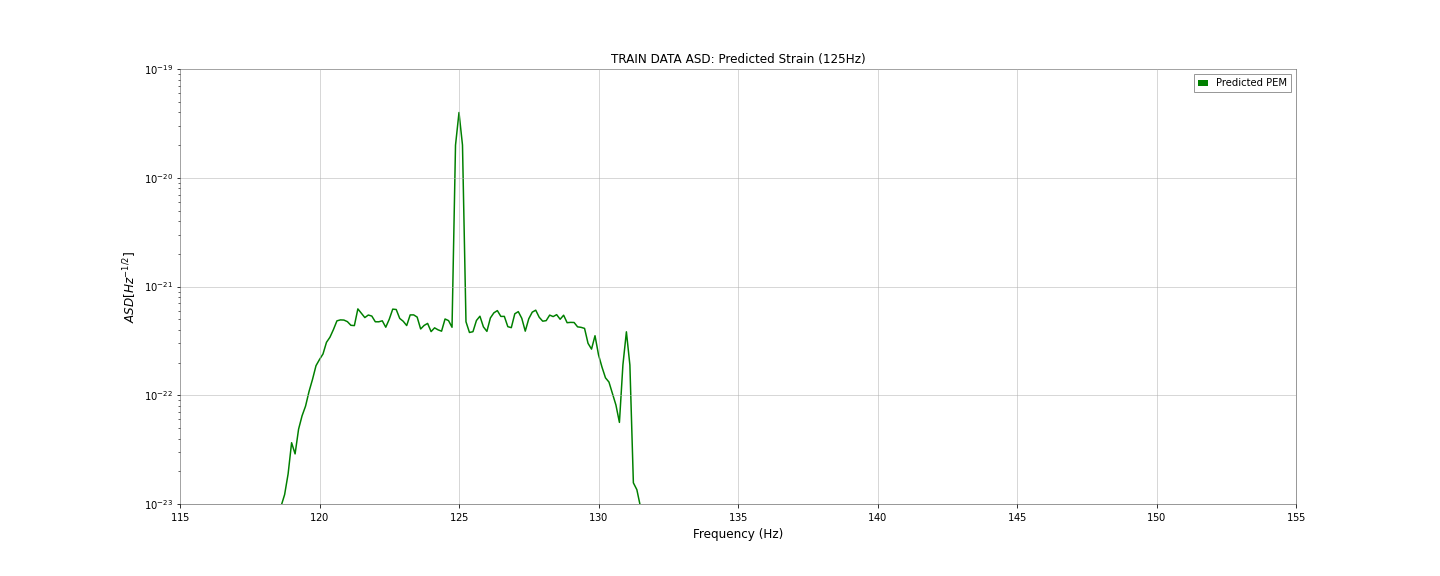 TRAIN DATA ASD: Predicted Strain (125Hz)
Predicted PEM
ASD[Hz^{-1/2}]
10^{-19}
10^{-20}
10^{-21}
10^{-22}
10^{-23}
115 120 125 130 135 140 145 150 155
Frequency (Hz)